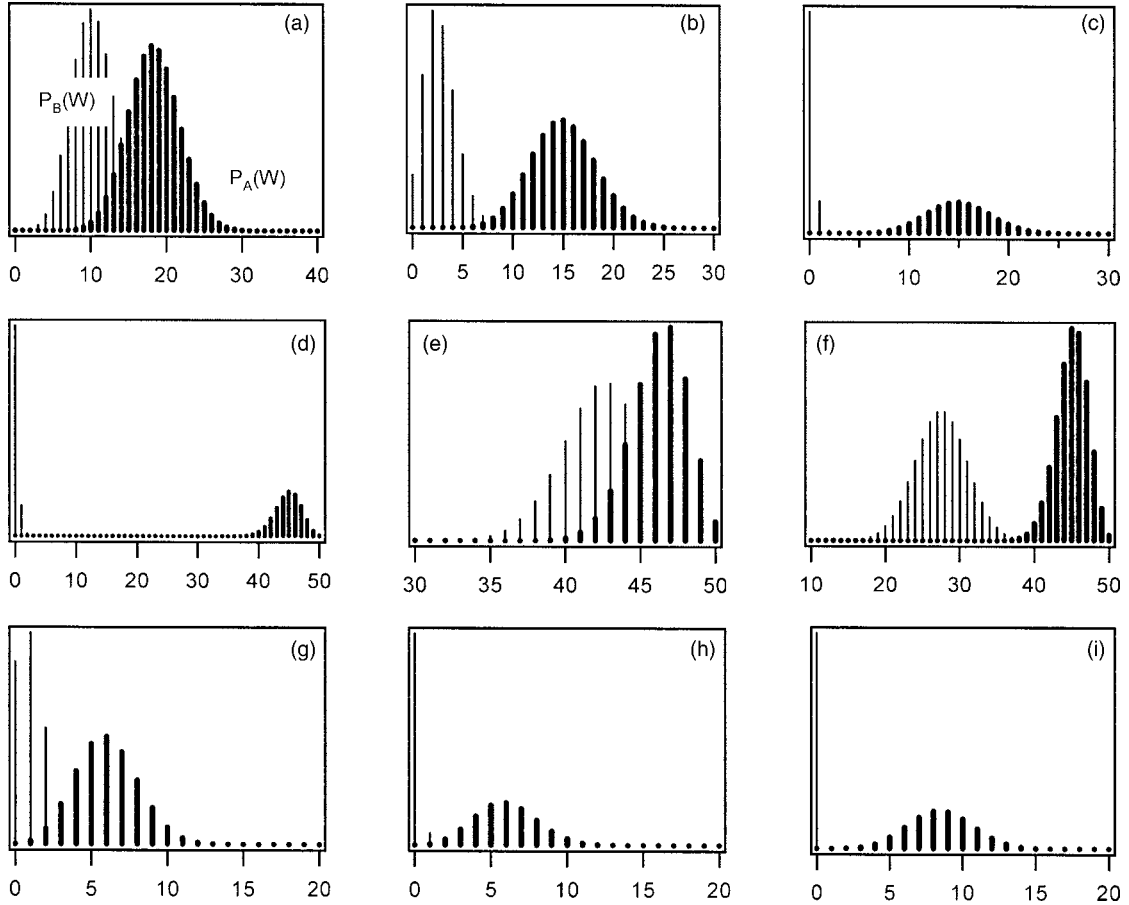 (a)
P_B(W)
P_A(W)
0 10 20 30 40
(b)
0 5 10 15 20 25 30
(c)
0 10 20 30
(d)
0 10 20 30 40 50
(e)
30 35 40 45 50
(f)
10 20 30 40 50
(g)
0 5 10 15 20
(h)
0 5 10 15 20
(i)
0 5 10 15 20